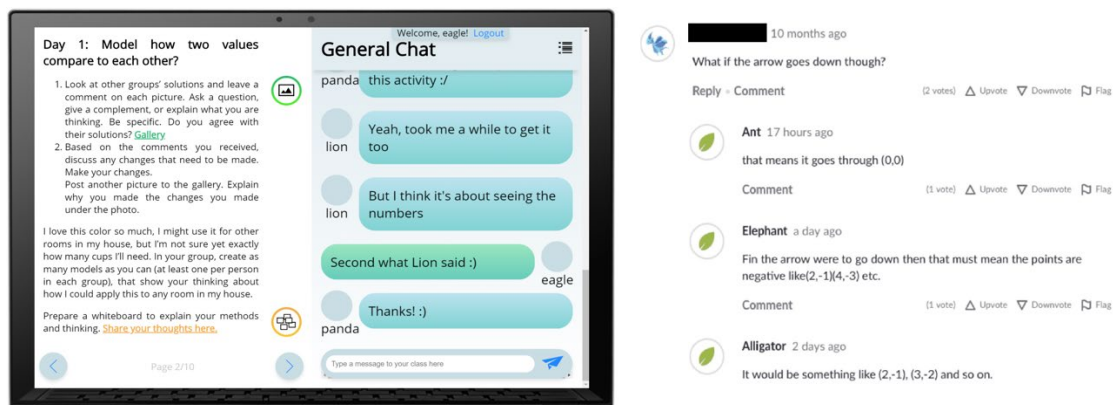 Welcome, eagle! Logout
Day 1: Model how two values
compare to each other?
1. Look at other groups' solutions and leave a
comment on each picture. Ask a question,
give a complement, or explain what you are
thinking. Be specific. Do you agree with
their solutions? Gallery
2. Based on the comments you received,
discuss any changes that need to be made.
Make your changes.
Post another picture to the gallery. Explain
why you made the changes you made
under the photo.
I love this color so much, I might use it for other
rooms in my house, but I'm not sure yet exactly
how many cups I'll need. In your group, create as
many models as you can (at least one per person
in each group), that show your thinking about
how I could apply this to any room in my house.
Prepare a whiteboard to explain your methods
and thinking. Share your thoughts here.
Page 2/10
General Chat
this activity :/
panda
Yeah, took me a while to get it
too
lion
But I think it's about seeing the
numbers
lion
Second what Lion said :)
eagle
Thanks! :)
panda
Type a message to your class here
10 months ago
What if the arrow goes down though?
Reply • Comment (2 votes) Upvote Downvote Flag
Ant 17 hours ago
that means it goes through (0,0)
Comment (1 vote) Upvote Downvote Flag
Elephant a day ago
Fin the arrow were to go down then that must mean the points are
negative like(2,-1)(4,-3) etc.
Comment (1 vote) Upvote Downvote Flag
Alligator 2 days ago
It would be something like (2,-1), (3,-2) and so on.